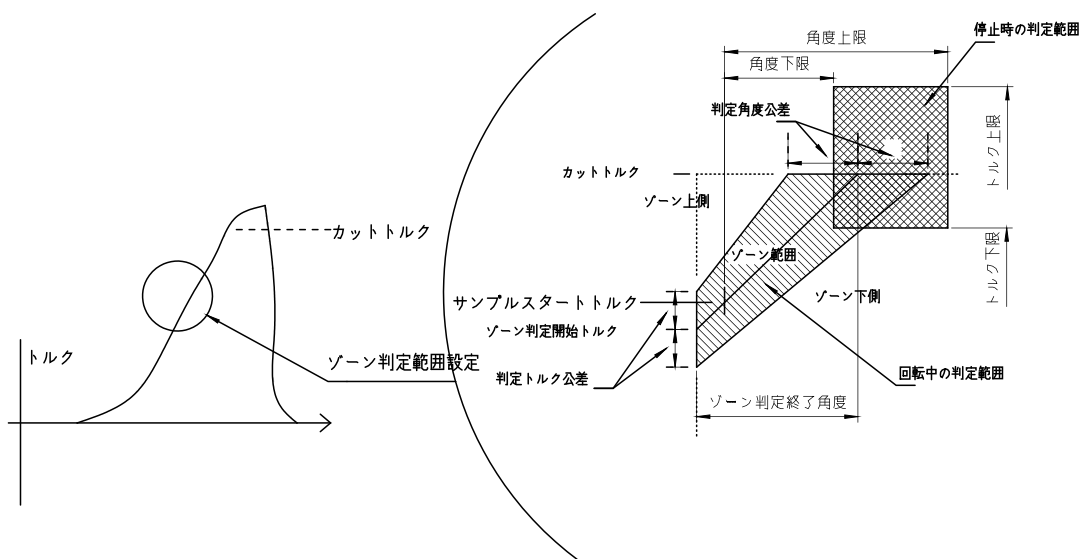 トルク
カットトルク
ゾーン判定範囲設定
角度上限
角度下限
停止時の判定範囲
判定角度公差
トルク上限
カットトルク
ゾーン上側
ゾーン範囲
トルク下限
サンプルスタートトルク
ゾーン下側
ゾーン判定開始トルク
判定トルク公差
回転中の判定範囲
ゾーン判定終了角度